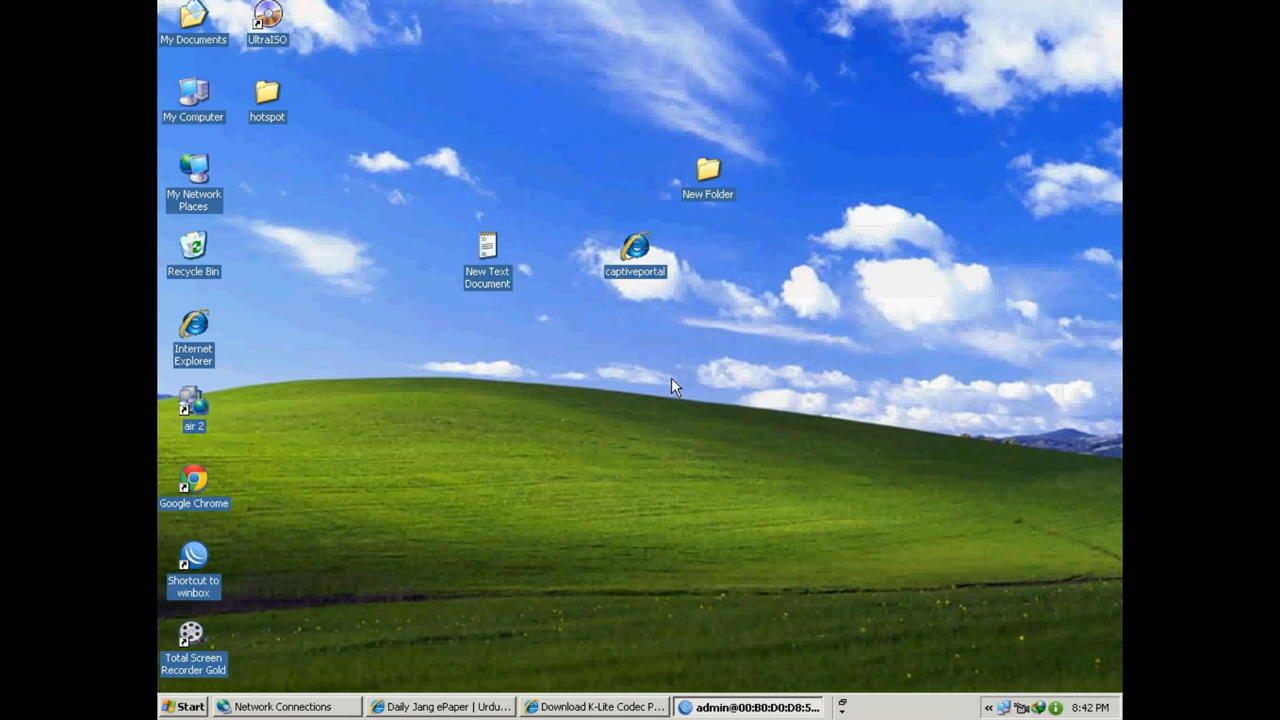 My Documents
UltraISO
My Computer
hotspot
My Network
Places
New Folder
Recycle Bin
New Text
Document
captiveportal
Internet
Explorer
air 2
Google Chrome
Shortcut to
winbox
Total Screen
Recorder Gold
Start
Network Connections
Daily Jang ePaper | Urdu...
Download K-Lite Codec P...
admin@00:B0:D0:D8:5...
8:42 PM